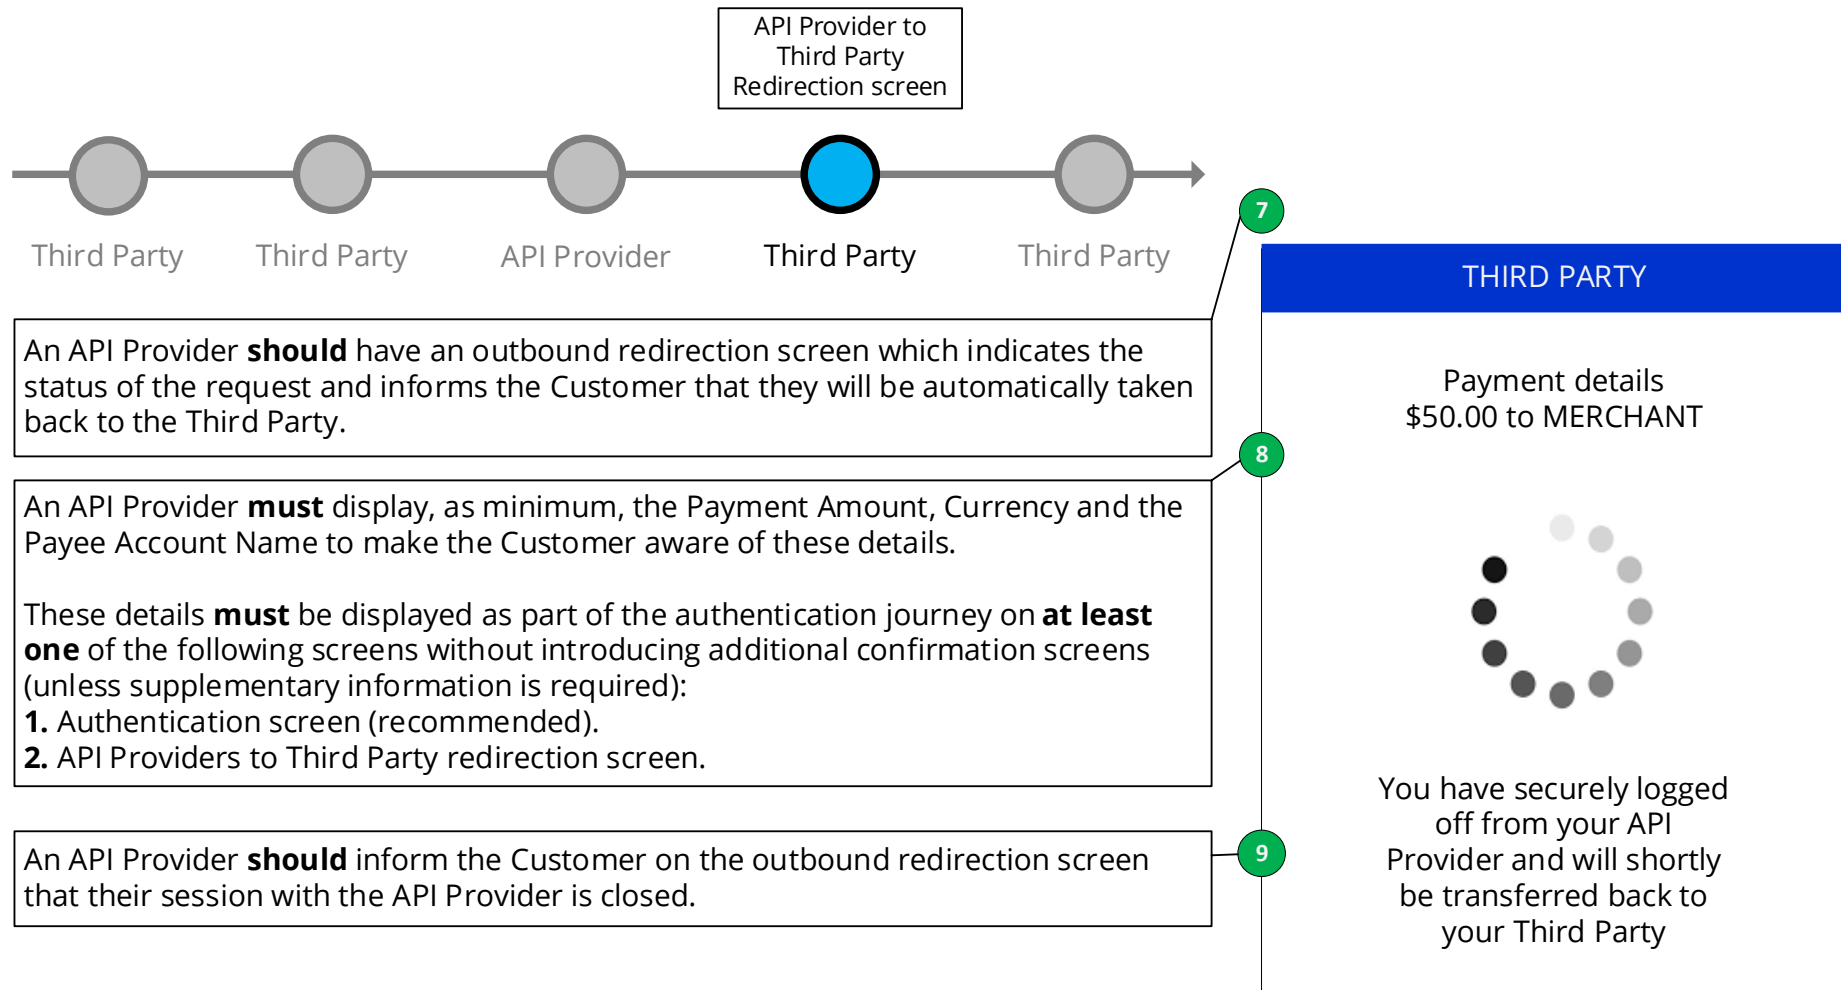 API Provider to
Third Party
Redirection screen
Third Party
Third Party
API Provider
Third Party
Third Party
7
An API Provider should have an outbound redirection screen which indicates the
status of the request and informs the Customer that they will be automatically taken
back to the Third Party.
8
An API Provider must display, as minimum, the Payment Amount, Currency and the
Payee Account Name to make the Customer aware of these details.
These details must be displayed as part of the authentication journey on at least
one of the following screens without introducing additional confirmation screens
(unless supplementary information is required):
1. Authentication screen (recommended).
2. API Providers to Third Party redirection screen.
9
An API Provider should inform the Customer on the outbound redirection screen
that their session with the API Provider is closed.
THIRD PARTY
Payment details
$50.00 to MERCHANT
You have securely logged
off from your API
Provider and will shortly
be transferred back to
your Third Party